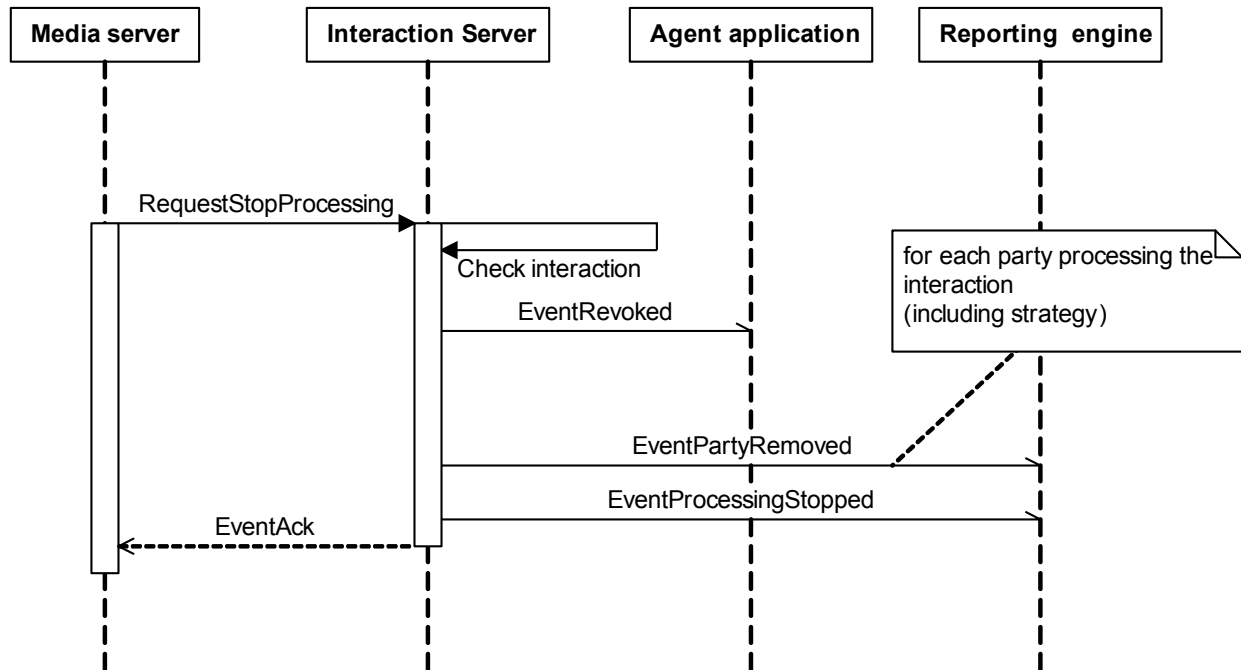 Media server
Interaction Server
Agent application
Reporting engine
RequestStopProcessing
Check interaction
for each party processing the
interaction
(including strategy)
EventRevoked
EventPartyRemoved
EventProcessingStopped
EventAck